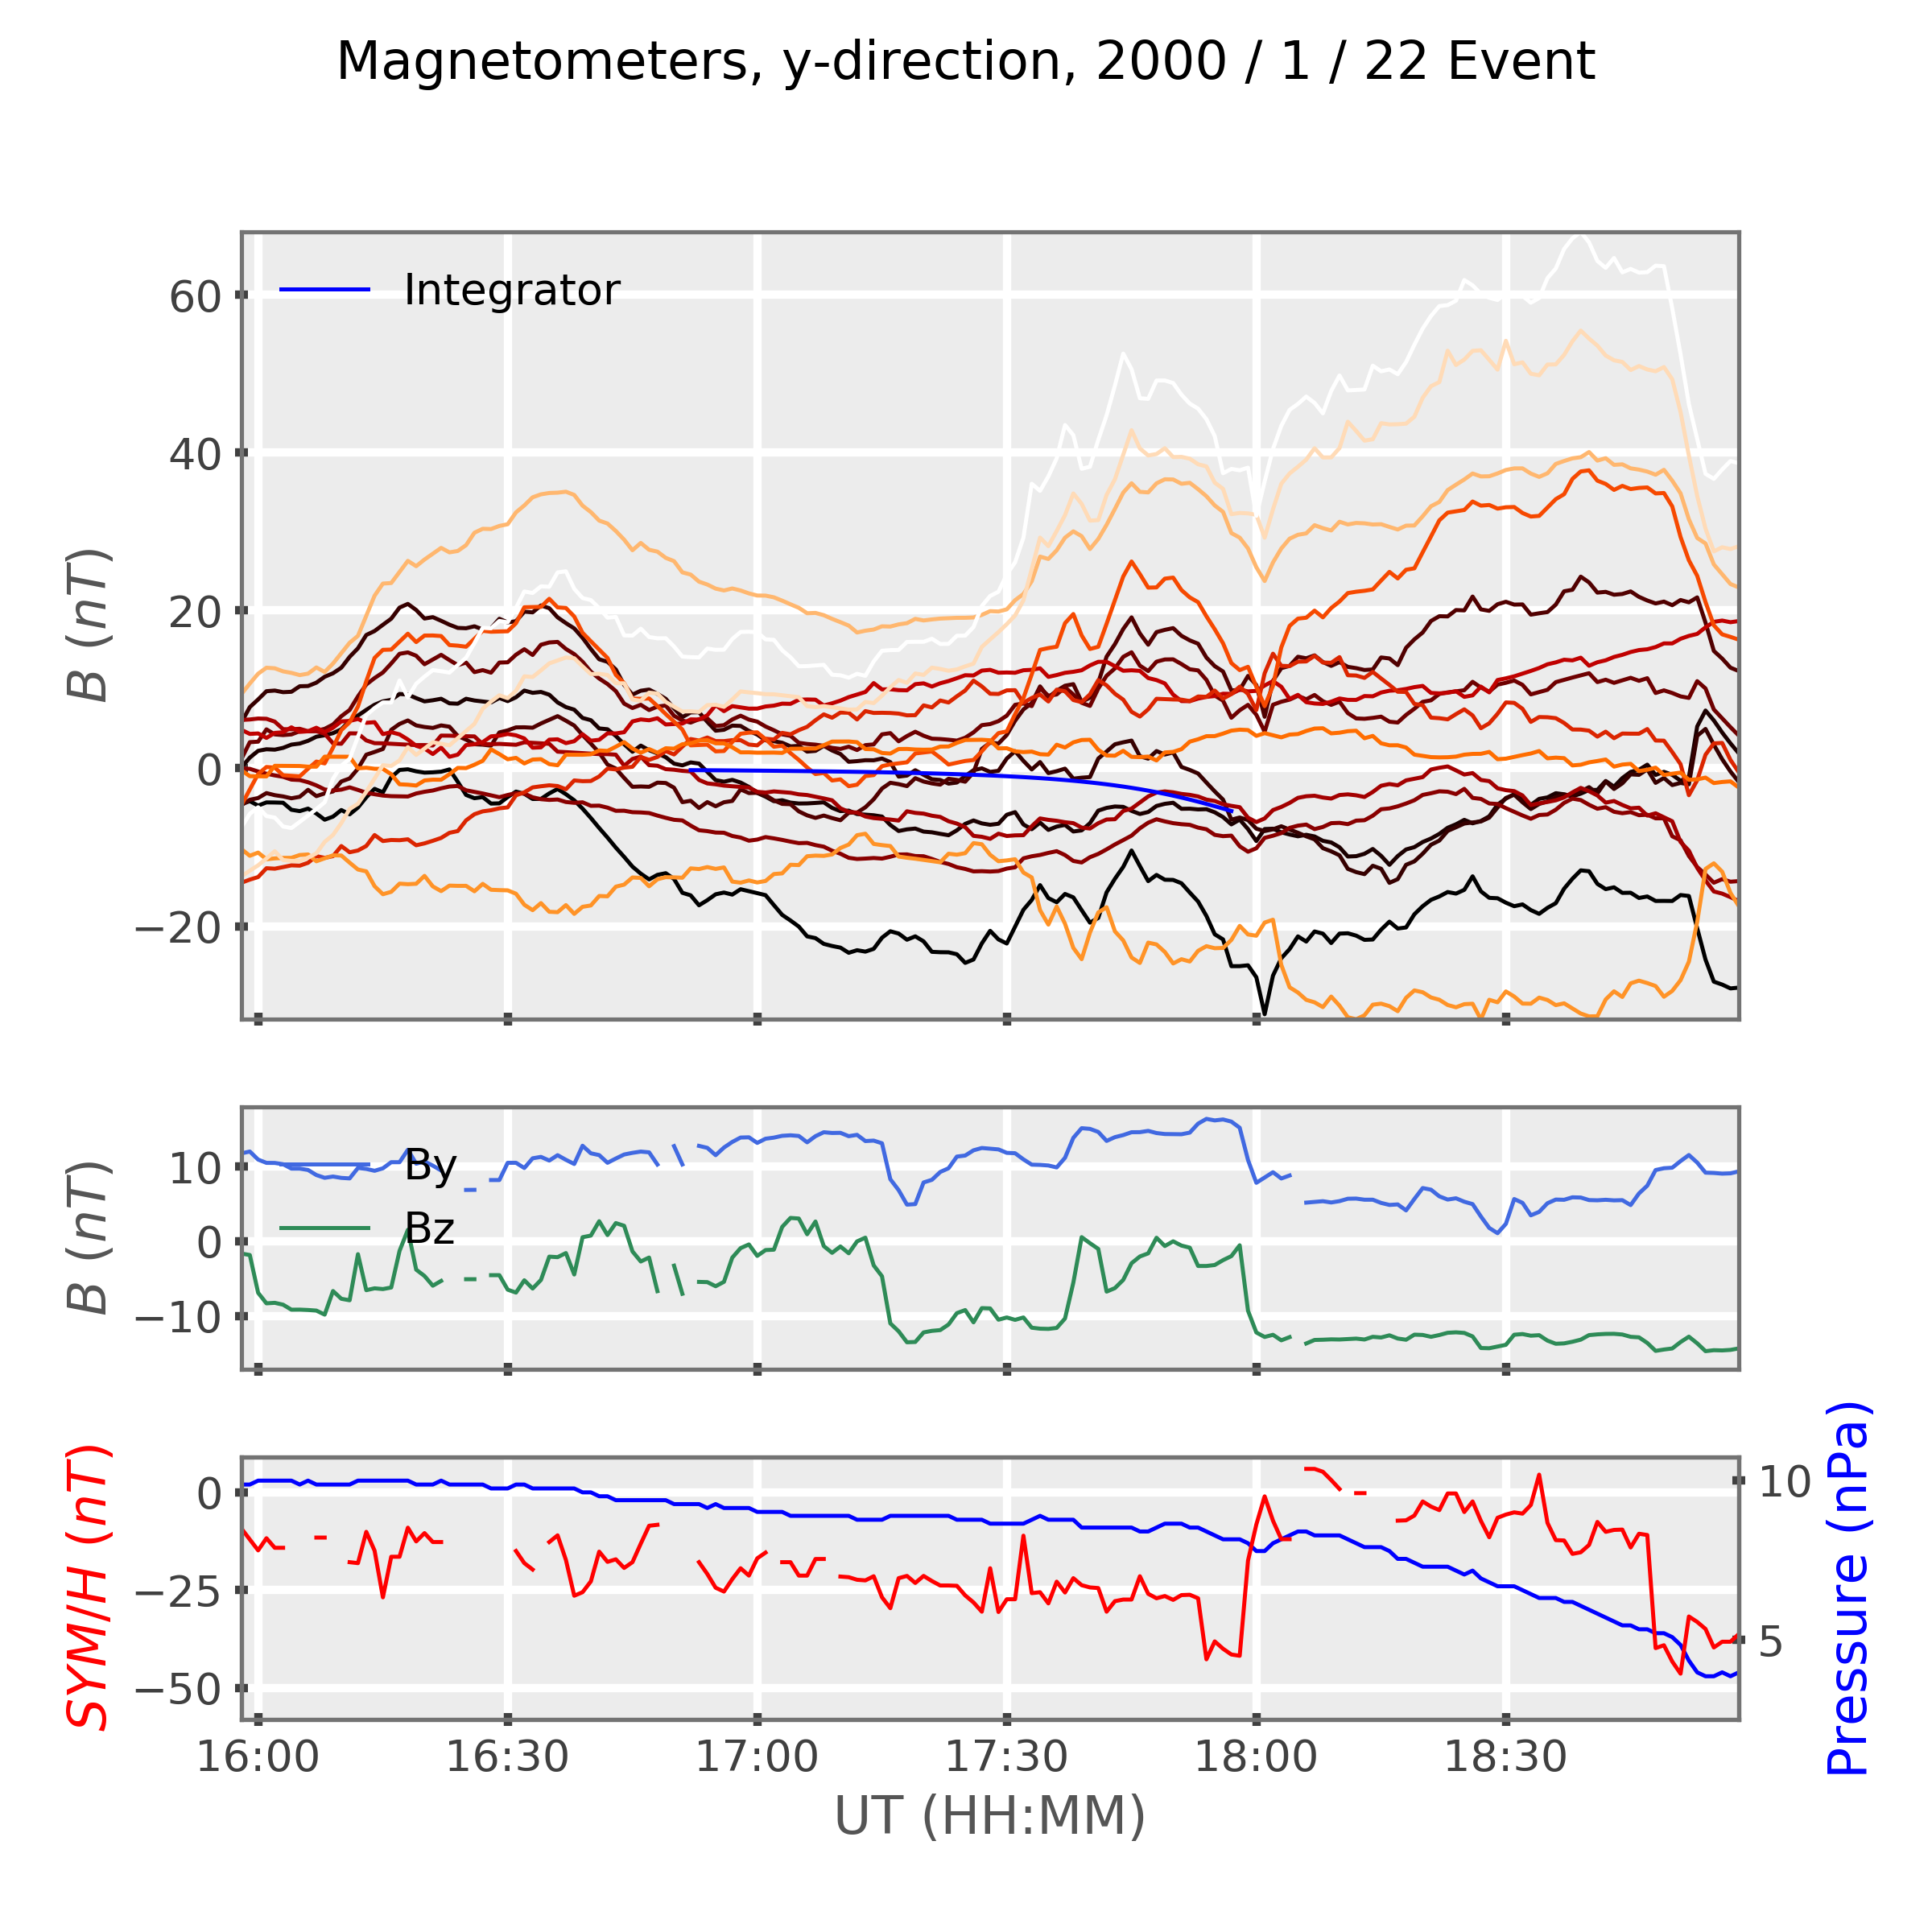 Magnetometers, y-direction, 2000 / 1 / 22 Event
B (nT)
60
40
20
0
−20
Integrator
B (nT)
10
0
−10
By
Bz
SYM/H (nT)
0
−25
−50
10
5
Pressure (nPa)
16:00 16:30 17:00 17:30 18:00 18:30
UT (HH:MM)